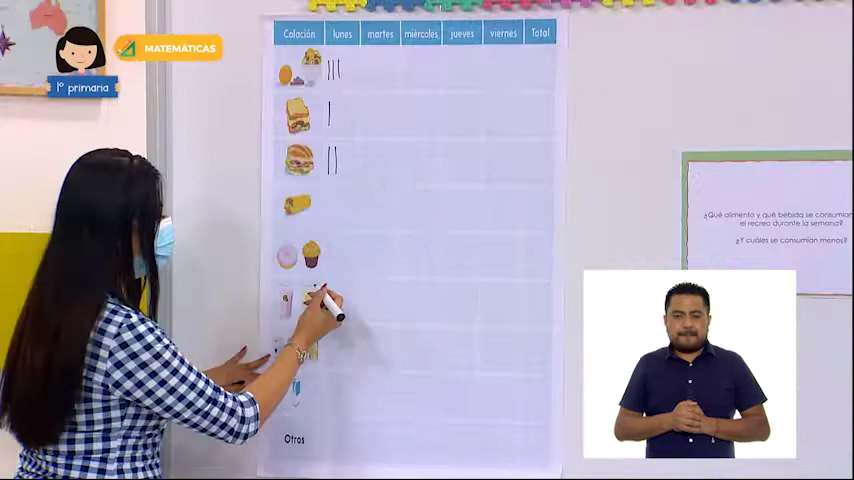 MATEMÁTICAS
1° primaria
Colación lunes martes miércoles jueves viernes Total
Otros
¿Qué alimento y qué bebida se consumían
el recreo durante la semana?
¿Y cuáles se consumían menos?